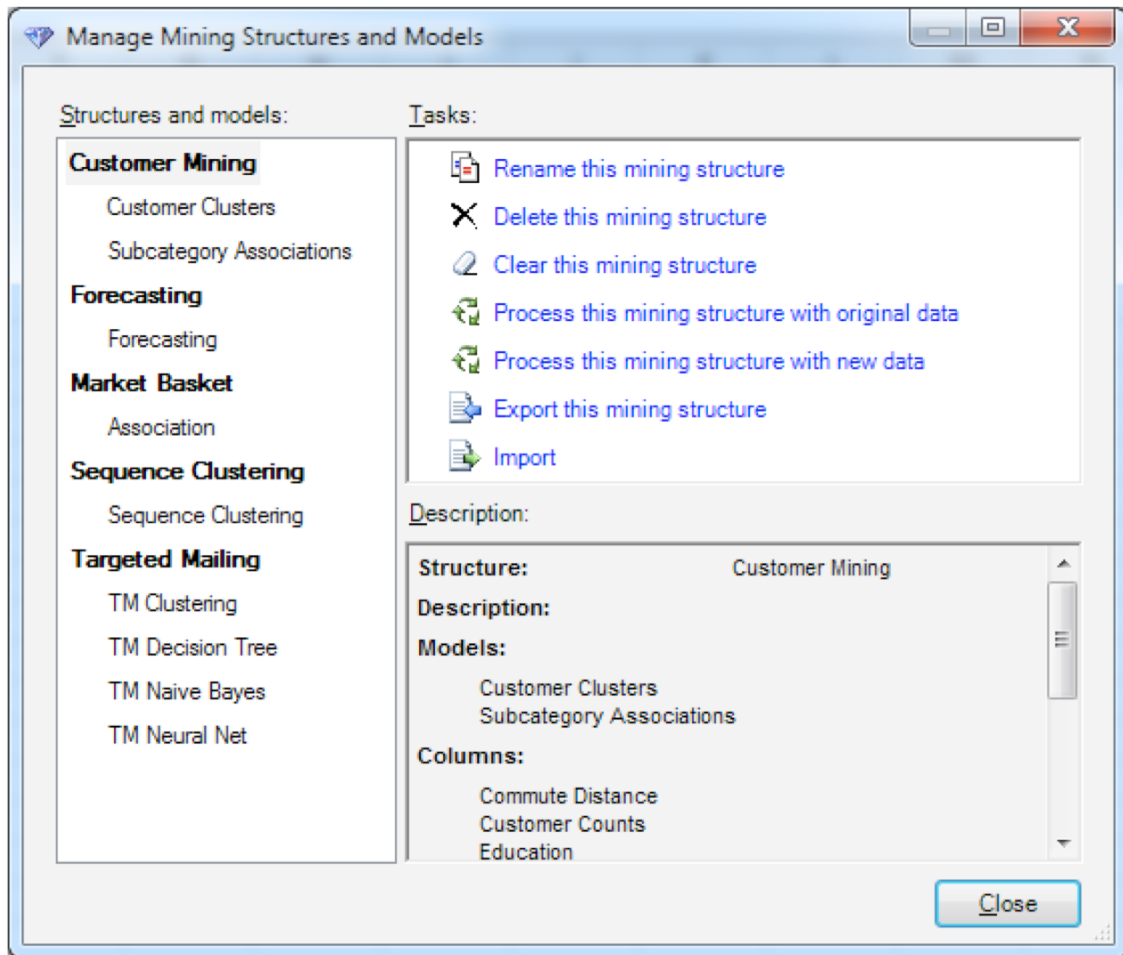 Manage Mining Structures and Models
Structures and models:
Customer Mining
Customer Clusters
Subcategory Associations
Forecasting
Forecasting
Market Basket
Association
Sequence Clustering
Sequence Clustering
Targeted Mailing
TM Clustering
TM Decision Tree
TM Naive Bayes
TM Neural Net
Tasks:
Rename this mining structure
Delete this mining structure
Clear this mining structure
Process this mining structure with original data
Process this mining structure with new data
Export this mining structure
Import
Description:
Structure: Customer Mining
Description:
Models:
Customer Clusters
Subcategory Associations
Columns:
Commute Distance
Customer Counts
Education
Close